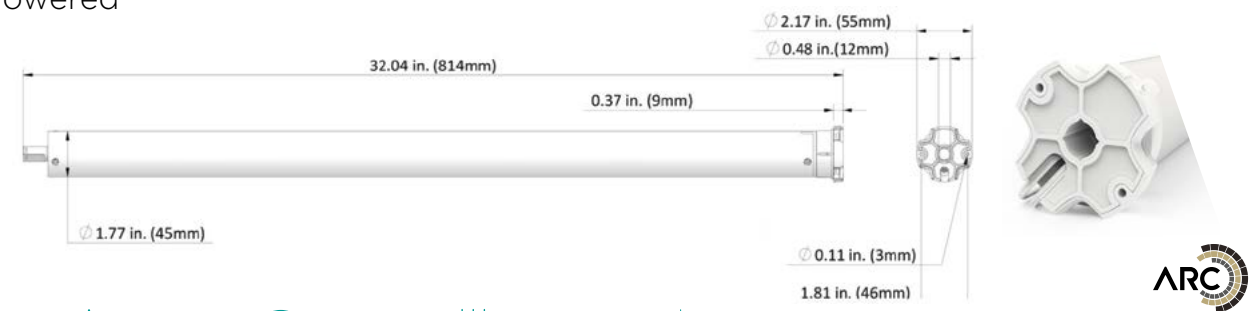 owered
∅ 2.17 in. (55mm)
∅ 0.48 in.(12mm)
32.04 in. (814mm)
0.37 in. (9mm)
∅ 1.77 in. (45mm)
∅ 0.11 in. (3mm)
1.81 in. (46mm)
ARC